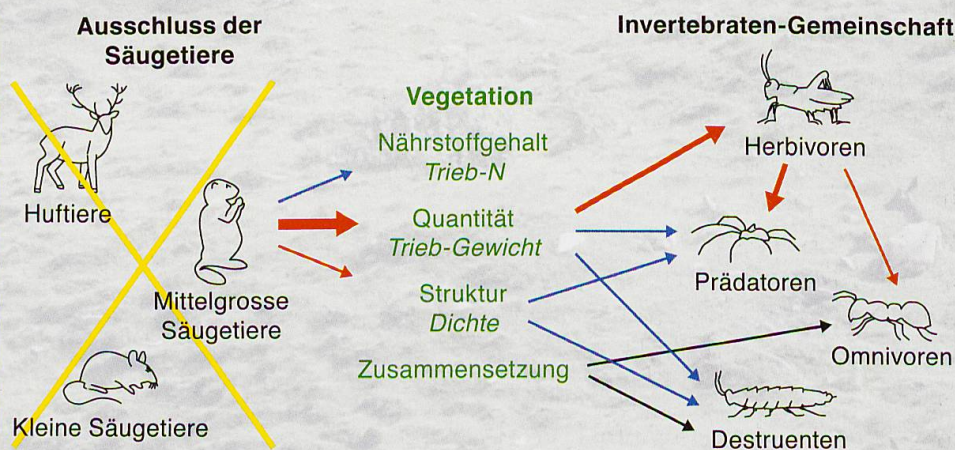 Ausschluss der
Säugetiere
Huftiere
Mittelgrosse
Säugetiere
Kleine Säugetiere
Vegetation
Nährstoffgehalt
Trieb-N
Quantität
Trieb-Gewicht
Struktur
Dichte
Zusammensetzung
Invertebraten-Gemeinschaft
Herbivoren
Prädatoren
Omnivoren
Destruenten